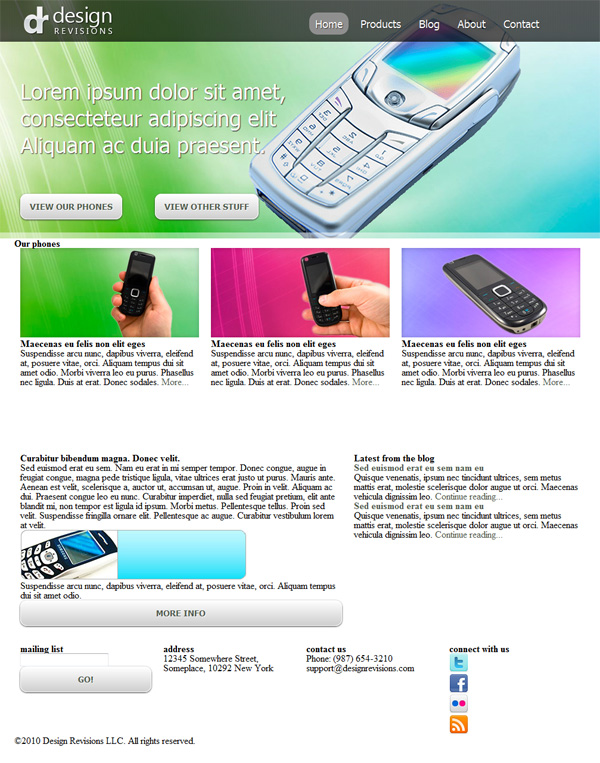 dr design
REVISIONS
Home Products Blog About Contact
Lorem ipsum dolor sit amet,
consecteteur adipiscing elit
Aliquam ac duia praesent.
VIEW OUR PHONES VIEW OTHER STUFF
Our phones
Maecenas eu felis non elit eges
Suspendisse arcu nunc, dapibus viverra, eleifend
at, posuere vitae, orci. Aliquam tempus dui sit
amet odio. Morbi viverra leo eu purus. Phasellus
nec ligula. Duis at erat. Donec sodales. More...
Maecenas eu felis non elit eges
Suspendisse arcu nunc, dapibus viverra, eleifend
at, posuere vitae, orci. Aliquam tempus dui sit
amet odio. Morbi viverra leo eu purus. Phasellus
nec ligula. Duis at erat. Donec sodales. More...
Maecenas eu felis non elit eges
Suspendisse arcu nunc, dapibus viverra, eleifend
at, posuere vitae, orci. Aliquam tempus dui sit
amet odio. Morbi viverra leo eu purus. Phasellus
nec ligula. Duis at erat. Donec sodales. More...
Curabitur bibendum magna. Donec velit.
Sed euismod erat eu sem. Nam eu erat in mi semper tempor. Donec congue, augue in
feugiat congue, magna pede tristique ligula, vitae ultrices erat justo ut purus. Mauris ante.
Aenean est velit, scelerisque a, auctor ut, accumsan ut, augue. Proin in velit. Aliquam ac
dui. Praesent congue leo eu nunc. Curabitur imperdiet, nulla sed feugiat pretium, elit ante
blandit mi, non tempor est ligula id ipsum. Morbi metus. Pellentesque tellus. Proin sed
velit. Suspendisse fringilla ornare elit. Pellentesque ac augue. Curabitur vestibulum lorem
at velit.
Suspendisse arcu nunc, dapibus viverra, eleifend at, posuere vitae, orci. Aliquam tempus
dui sit amet odio.
MORE INFO
Latest from the blog
Sed euismod erat eu sem nam eu
Quisque venenatis, ipsum nec tincidunt ultrices, sem metus
mattis erat, molestie scelerisque dolor augue ut orci. Maecenas
vehicula dignissim leo. Continue reading...
Sed euismod erat eu sem nam eu
Quisque venenatis, ipsum nec tincidunt ultrices, sem metus
mattis erat, molestie scelerisque dolor augue ut orci. Maecenas
vehicula dignissim leo. Continue reading...
mailing list
GO!
address
12345 Somewhere Street,
Someplace, 10292 New York
contact us
Phone: (987) 654-3210
support@designrevisions.com
connect with us
©2010 Design Revisions LLC. All rights reserved.